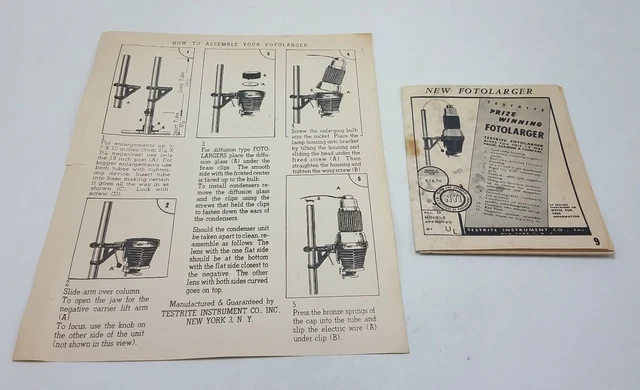 HOW TO ASSEMBLE YOUR FOTOLARGER
1
For enlargements up to
7 X 10 inches (from 2¼ X
3¼ negatives) use only
the 19 inch post (A). For
bigger enlargements use
both tubes with tighten-
ing device. Insert tube
into base making certain
it goes all the way in as
shown (C). Lock with
screw (D).
2
2.
Slide arm over column.
To open the jaw for the
negative carrier lift arm
(A)
To focus, use the knob on
the other side of the unit
(not shown in this view).
3
3.
For diffusion type FOTO-
LARGERS place the diffu-
sion glass (A) under the
brass clips. The smooth
side with the frosted center
is faced up to the bulb.
To install condensers re-
move the diffusion glass
and the clips using the
screws that held the clips
to fasten down the ears of
the condensers.
Should the condenser unit
be taken apart to clean, re-
assemble as follows: The
lens with the one flat side
should be at the bottom
with the flat side closest to
the negative. The other
lens with both sides curved
goes on top.
Manufactured & Guaranteed by
TESTRITE INSTRUMENT CO., INC.
NEW YORK 3, N. Y.
4
Screw the enlarging bulb
into the socket. Place the
lamp housing onto bracket
by tilting the housing and
sliding the bead under the
fixed screw (A). Then
straighten the housing and
tighten the wing screw (B).
5
5.
Press the bronze springs of
the cap into the tube and
slip the electric wire (A)
under clip (B).
NEW FOTOLARGER
TESTRITE
PRIZE
WINNING
FOTOLARGER
ALL
MODELS
APPROVED
BY UL
TESTRITE INSTRUMENT CO., Inc.
9